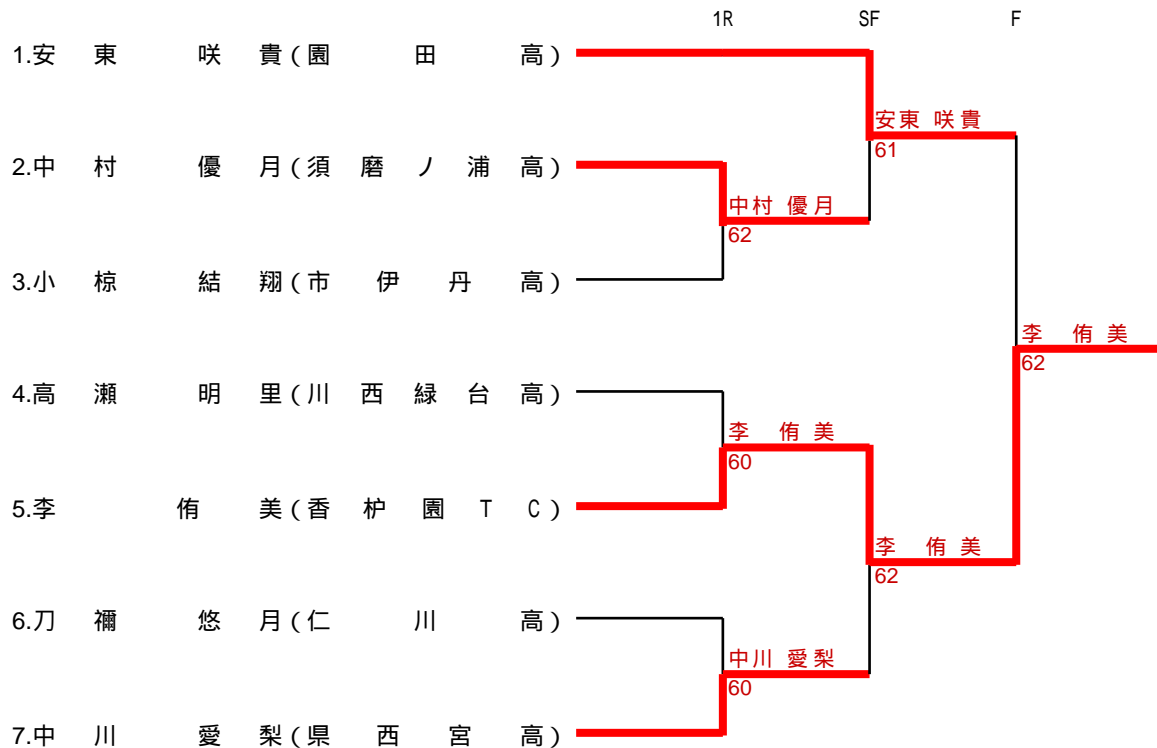 1R SF F
1.安東 咲貴(園田高)
安東 咲貴
61
2.中村 優月(須磨ノ浦高)
中村 優月
62
3.小椋 結翔(市伊丹高)
李 侑美
62
4.高瀬 明里(川西緑台高)
李 侑美
60
5.李 侑美(香枦園TC)
李 侑美
62
6.刀禰 悠月(仁川高)
中川 愛梨
60
7.中川 愛梨(県西宮高)